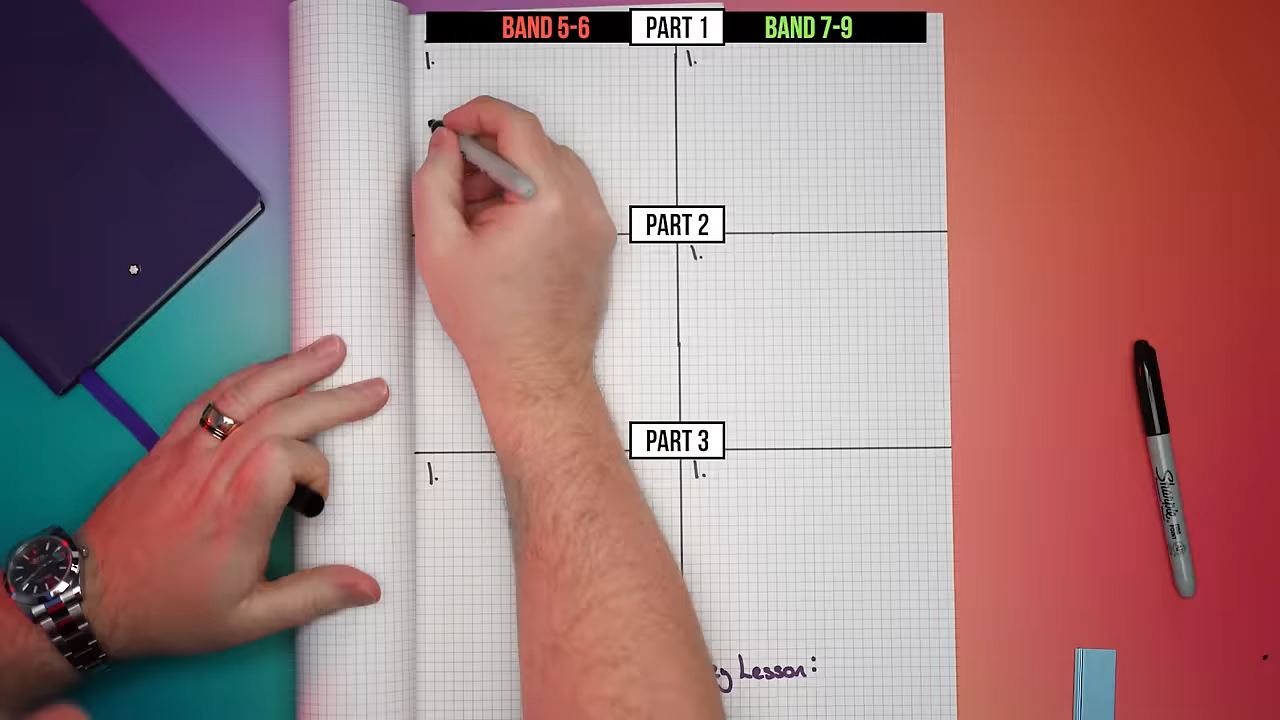 BAND 5-6 PART 1 BAND 7-9
1. 1.
PART 2
1.
PART 3
1. 1.
Sharpie
Lesson: